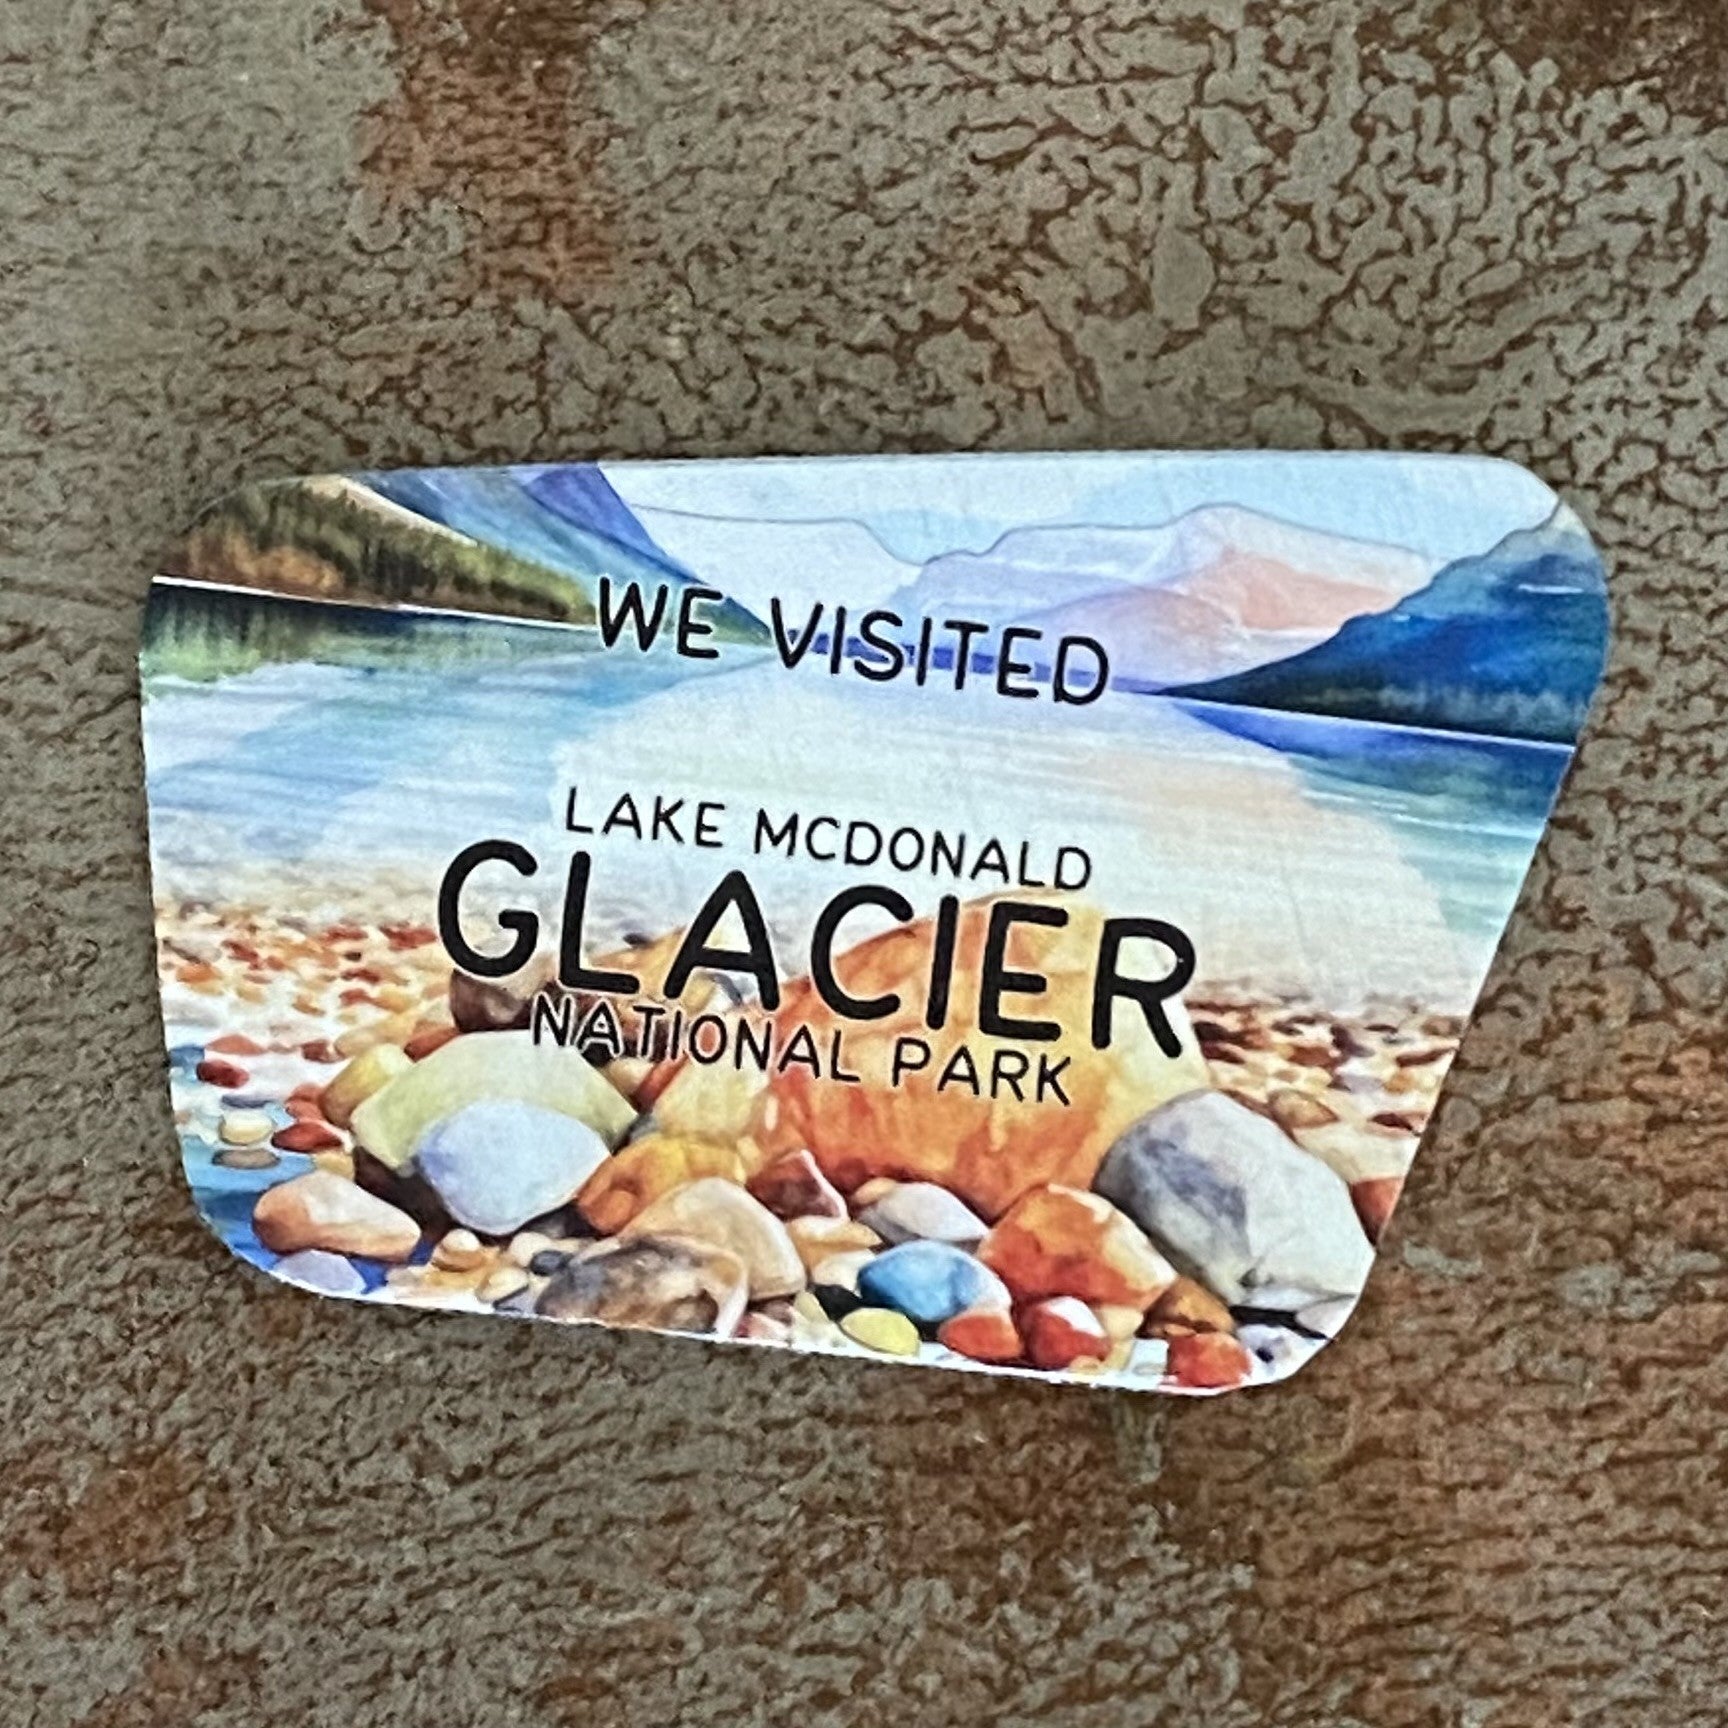 WE VISITED
LAKE MCDONALD
GLACIER
NATIONAL PARK